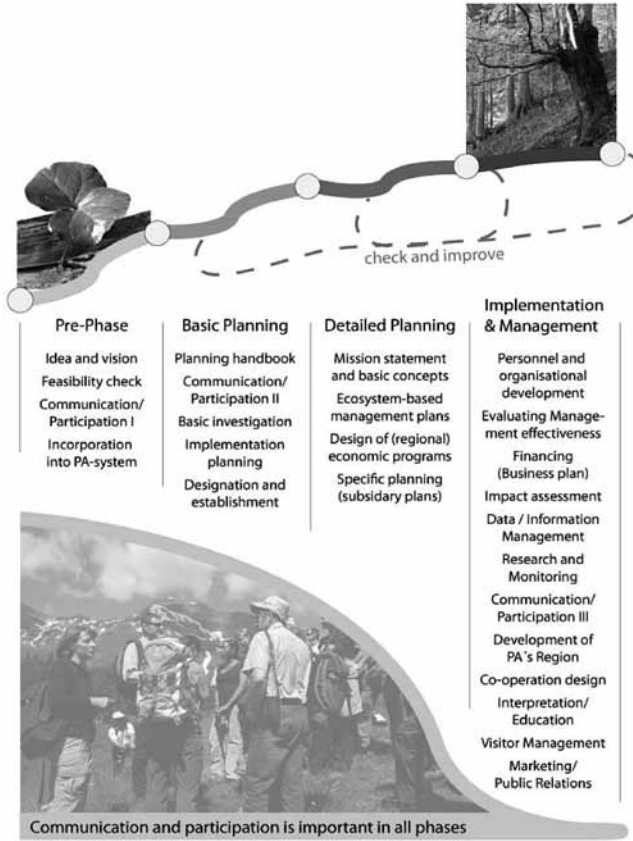 check and improve
Pre-Phase
Idea and vision
Feasibility check
Communication/
Participation I
Incorporation
into PA-system
Basic Planning
Planning handbook
Communication/
Participation II
Basic investigation
Implementation
planning
Designation and
establishment
Detailed Planning
Mission statement
and basic concepts
Ecosystem-based
management plans
Design of (regional)
economic programs
Specific planning
(subsidary plans)
Implementation
& Management
Personnel and
organisational
development
Evaluating Manage-
ment effectiveness
Financing
(Business plan)
Impact assessment
Data / Information
Management
Research and
Monitoring
Communication/
Participation III
Development of
PA´s Region
Co-operation design
Interpretation/
Education
Visitor Management
Marketing/
Public Relations
Communication and participation is important in all phases